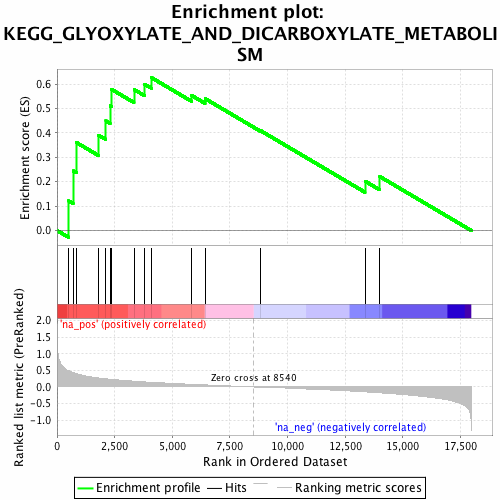 Enrichment plot:
KEGG_GLYOXYLATE_AND_DICARBOXYLATE_METABOLI
SM
Enrichment score (ES)
0.6
0.5
0.4
0.3
0.2
0.1
0.0
'na_pos' (positively correlated)
Ranked list metric (PreRanked)
2.0
1.5
1.0
0.5
0.0
-0.5
-1.0
Zero cross at 8540
'na_neg' (negatively correlated)
0 2,500 5,000 7,500 10,000 12,500 15,000 17,500
Rank in Ordered Dataset
Enrichment profile Hits Ranking metric scores